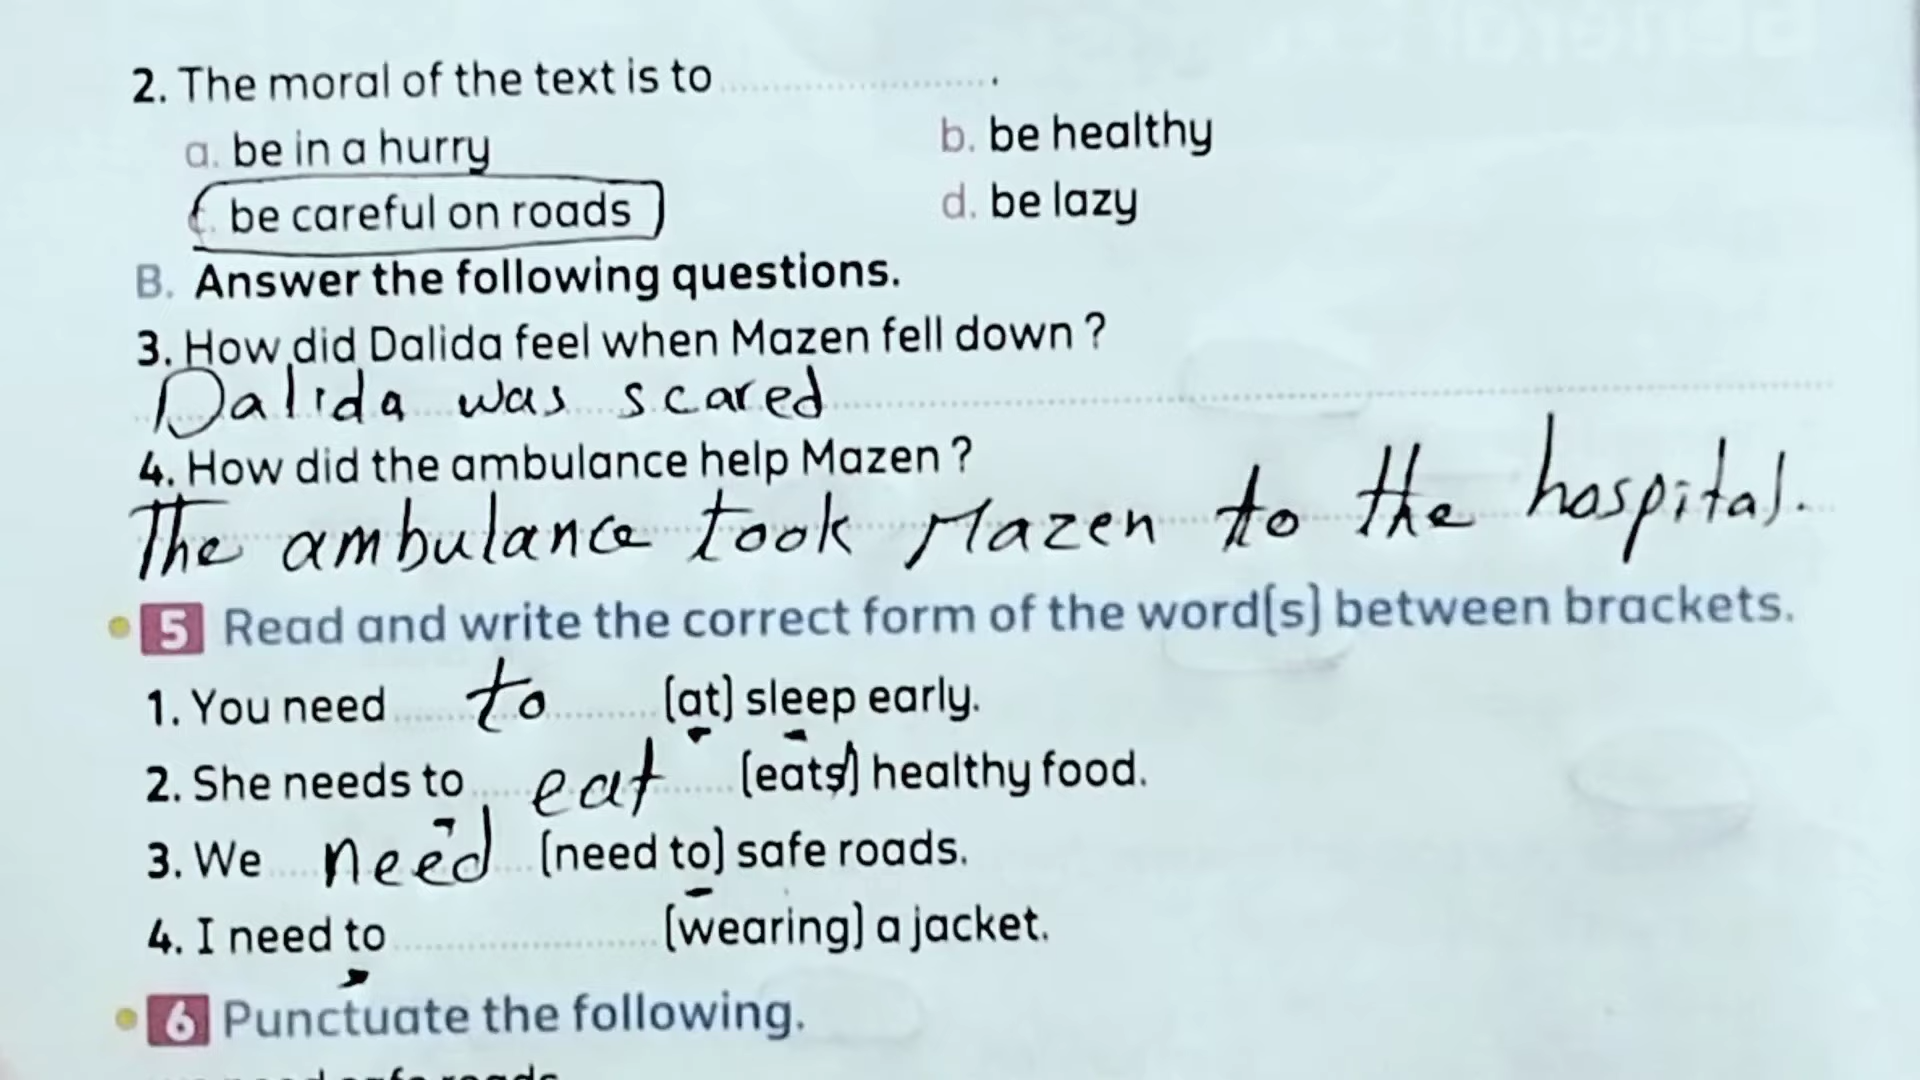 2. The moral of the text is to ....................
a. be in a hurry
b. be healthy
c. be careful on roads
d. be lazy
B. Answer the following questions.
3. How did Dalida feel when Mazen fell down ?
Dalida was scared
4. How did the ambulance help Mazen ?
The ambulance took Mazen to the hospital.
5 Read and write the correct form of the word(s) between brackets.
1. You need to (at) sleep early.
2. She needs to eat (eats) healthy food.
3. We need (need to) safe roads.
4. I need to .................... (wearing) a jacket.
6 Punctuate the following.
need safe roads